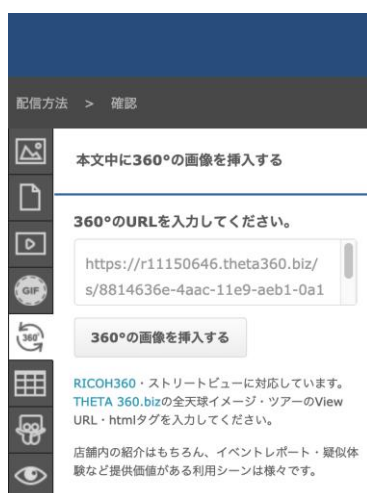 配信方法 > 確認
本文中に360°の画像を挿入する
360°のURLを入力してください。
https://r11150646.theta360.biz/
s/8814636e-4aac-11e9-aeb1-0a1
GIF
360°
360°の画像を挿入する
RICOH360・ストリートビューに対応しています。
THETA 360.bizの全天球イメージ・ツアーのView
URL・htmlタグを入力してください。
店舗内の紹介はもちろん、イベントレポート・疑似体
験など提供価値がある利用シーンは様々です。